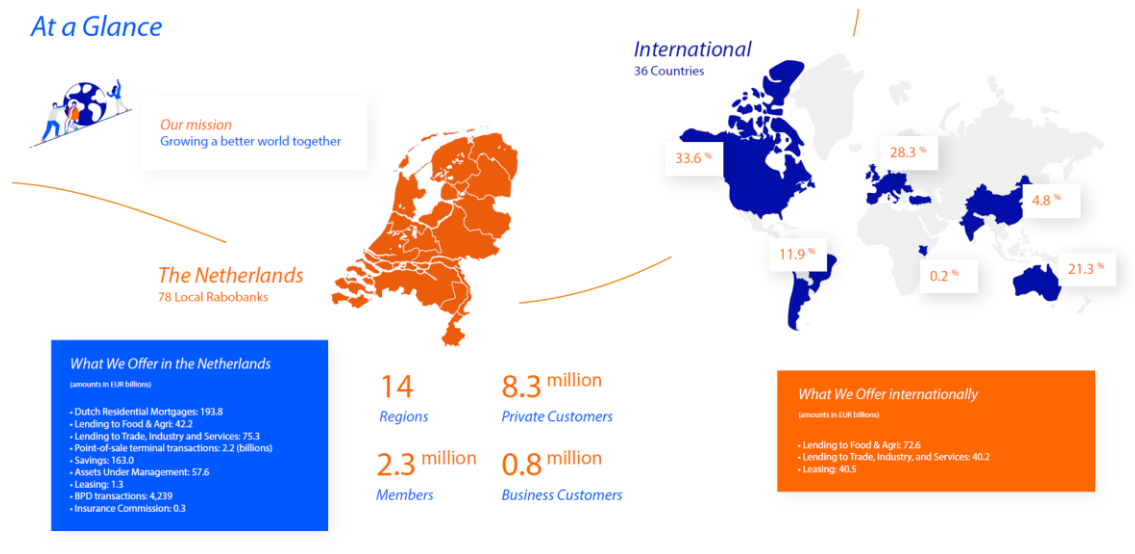 At a Glance
Our mission
Growing a better world together
The Netherlands
78 Local Rabobanks
What We Offer in the Netherlands
(amounts in EUR billions)
• Dutch Residential Mortgages: 193.8
• Lending to Food & Agri: 42.2
• Lending to Trade, Industry and Services: 75.3
• Point-of-sale terminal transactions: 2.2 (billions)
• Savings: 163.0
• Assets Under Management: 57.6
• Leasing: 1.3
• BPD transactions: 4,239
• Insurance Commission: 0.3
14
Regions
8.3 million
Private Customers
2.3 million
Members
0.8 million
Business Customers
International
36 Countries
33.6 %
28.3 %
4.8 %
11.9 %
0.2 %
21.3 %
What We Offer internationally
(amounts in EUR billions)
• Lending to Food & Agri: 72.6
• Lending to Trade, Industry, and Services: 40.2
• Leasing: 40.5